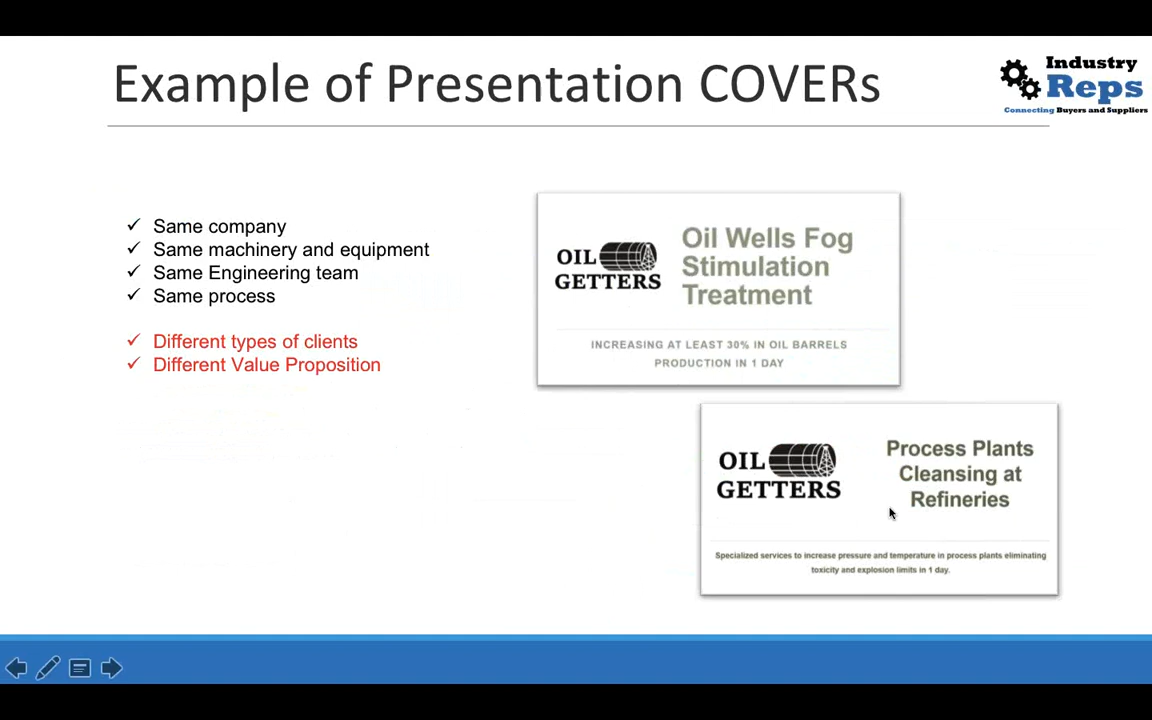 Example of Presentation COVERs
Industry
Reps
Connecting Buyers and Suppliers
✓ Same company
✓ Same machinery and equipment
✓ Same Engineering team
✓ Same process
✓ Different types of clients
✓ Different Value Proposition
OIL
GETTERS
Oil Wells Fog
Stimulation
Treatment
INCREASING AT LEAST 30% IN OIL BARRELS
PRODUCTION IN 1 DAY
OIL
GETTERS
Process Plants
Cleansing at
Refineries
Specialized services to increase pressure and temperature in process plants eliminating
toxicity and explosion limits in 1 day.